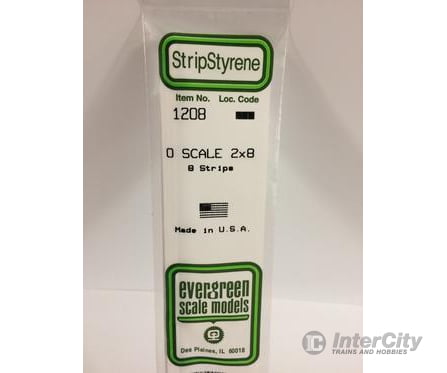 StripStyrene
Item No. Loc. Code
1208
O SCALE 2x8
8 Strips
Made in U.S.A.
evergreen
scale models
Des Plaines, IL 60018
IC InterCity
TRAINS AND HOBBIES